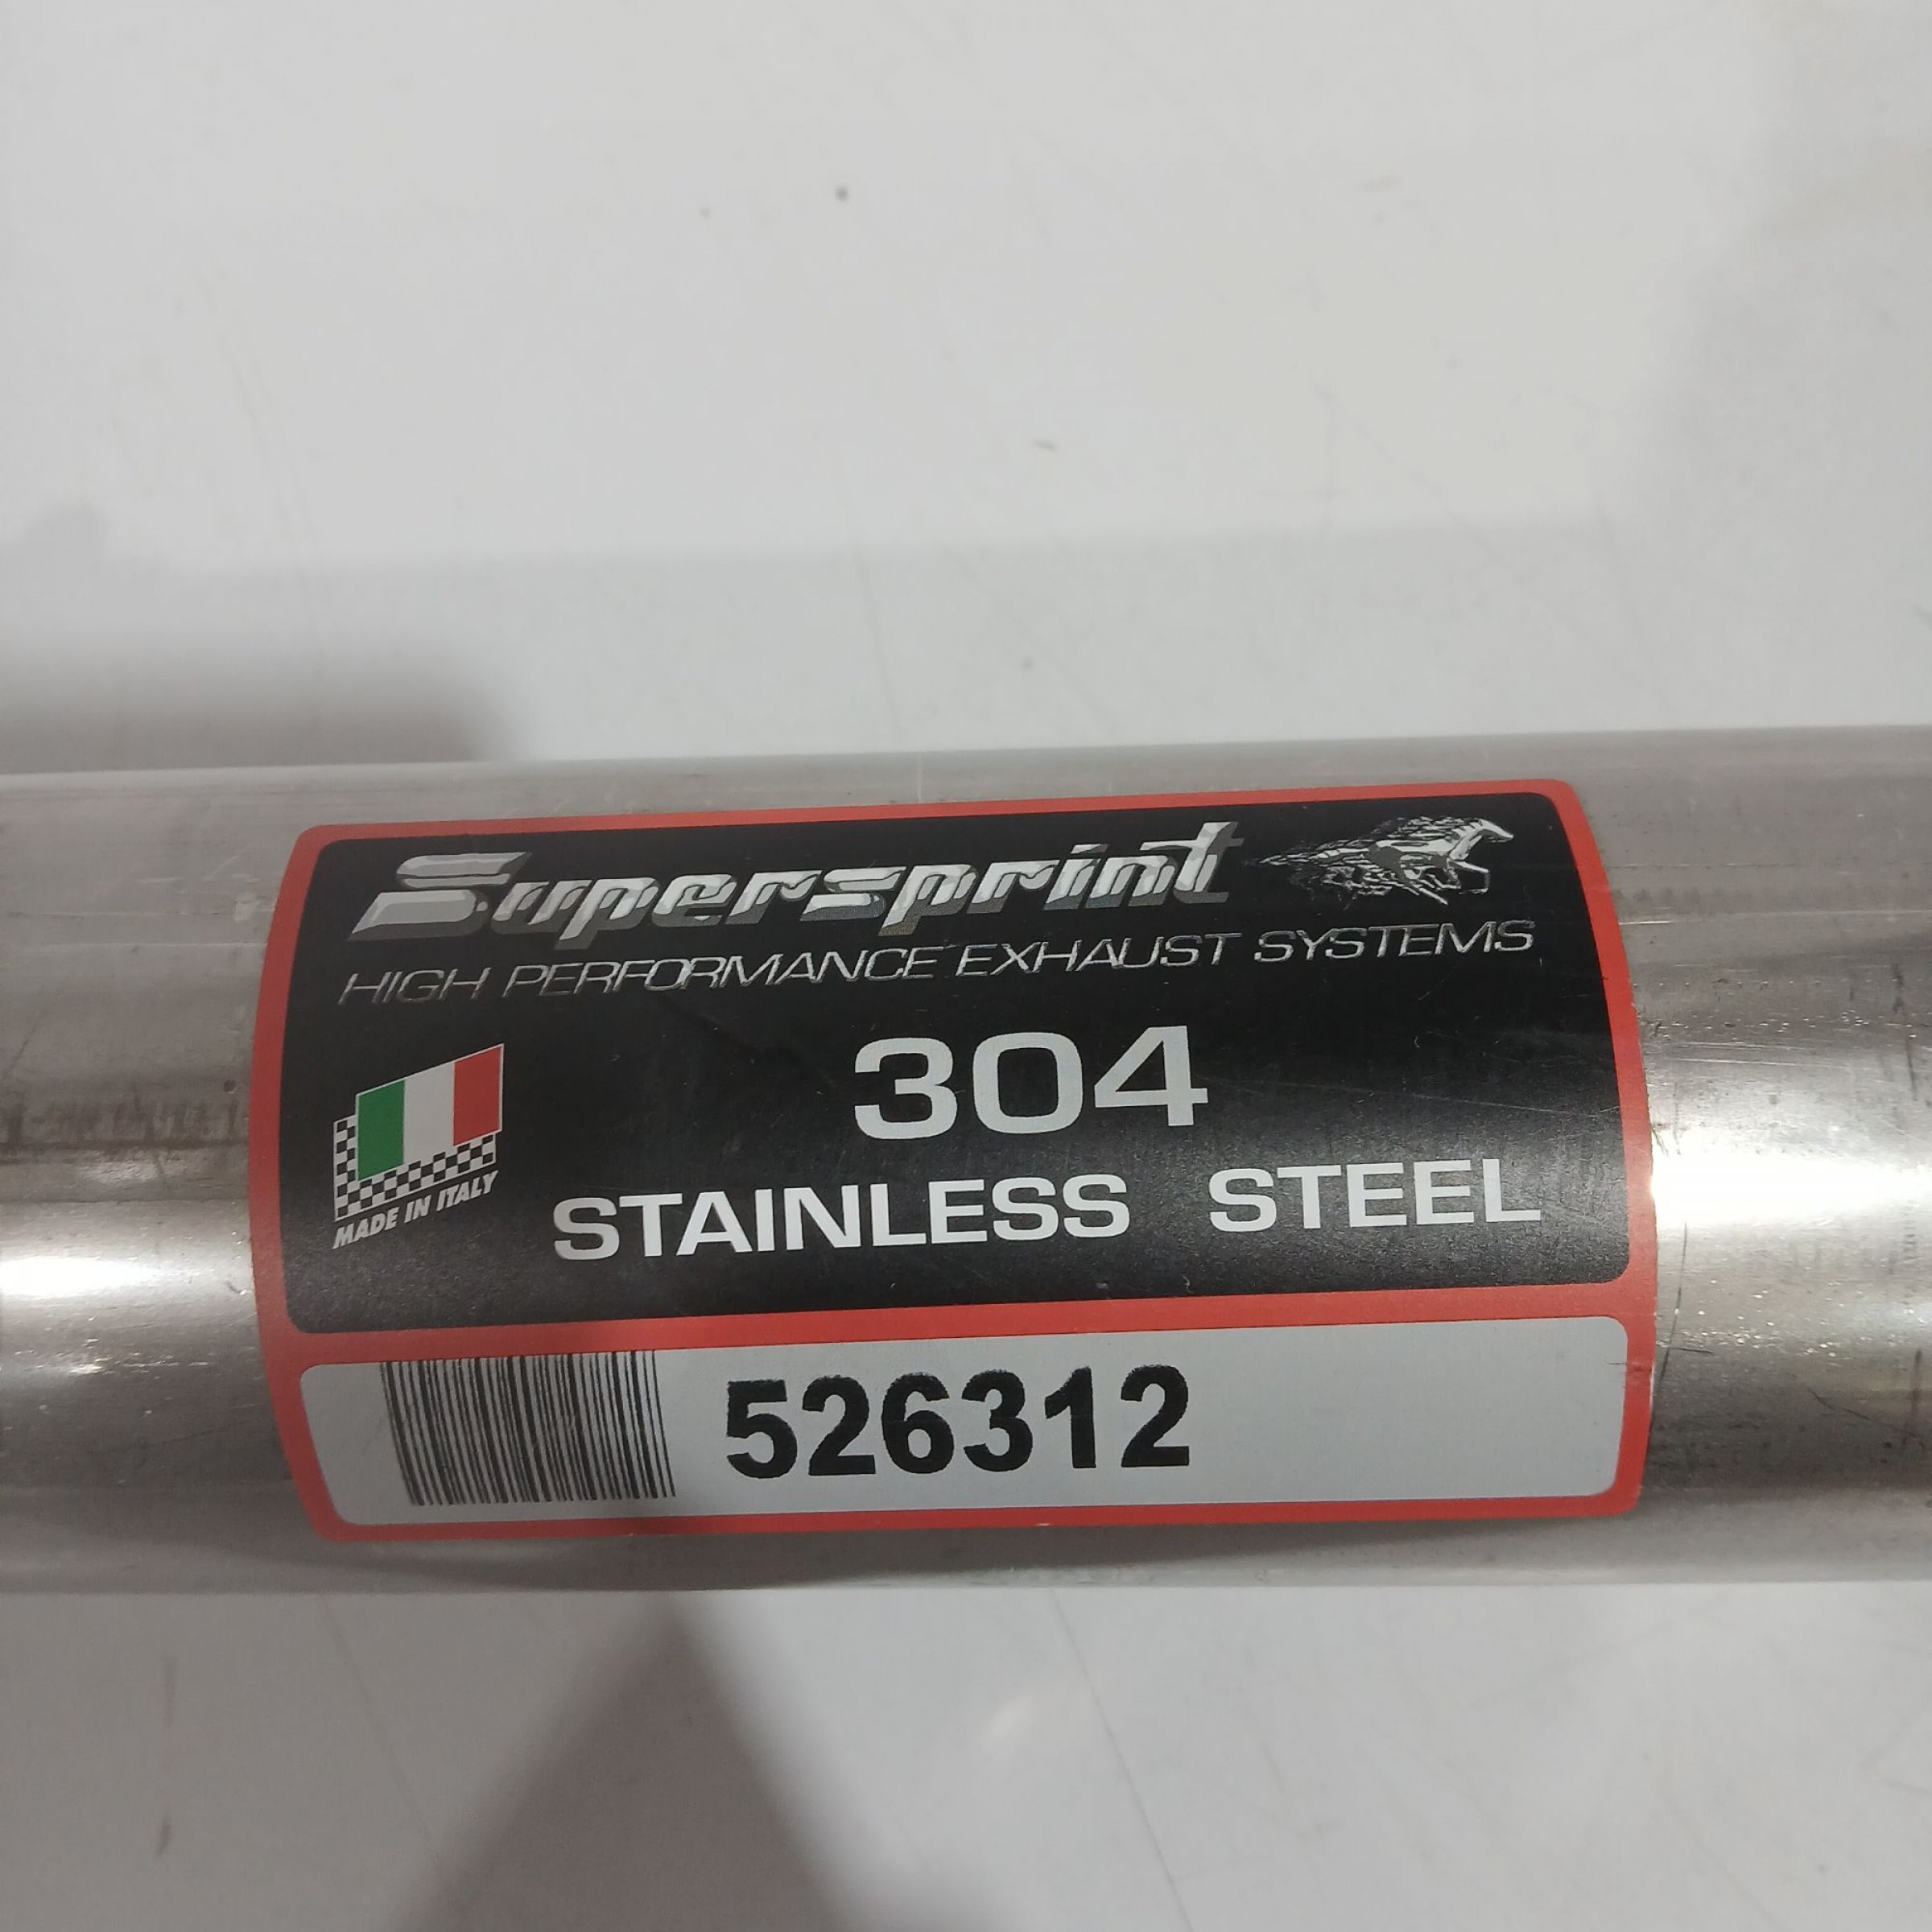 Supersprint
HIGH PERFORMANCE EXHAUST SYSTEMS
304
STAINLESS STEEL
MADE IN ITALY
526312